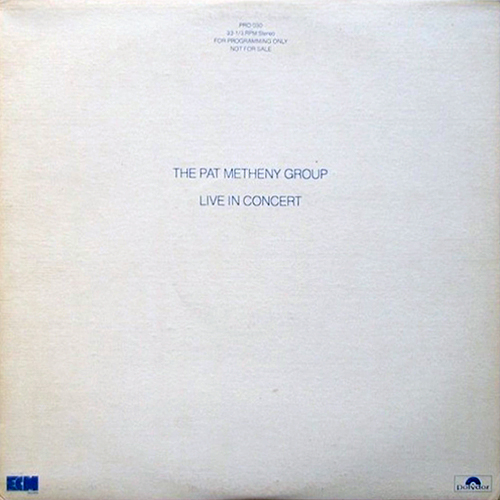 PRO 550
33-1/3 RPM Stereo
FOR PROGRAMMING ONLY
NOT FOR SALE
THE PAT METHENY GROUP
LIVE IN CONCERT
ECM
polydor